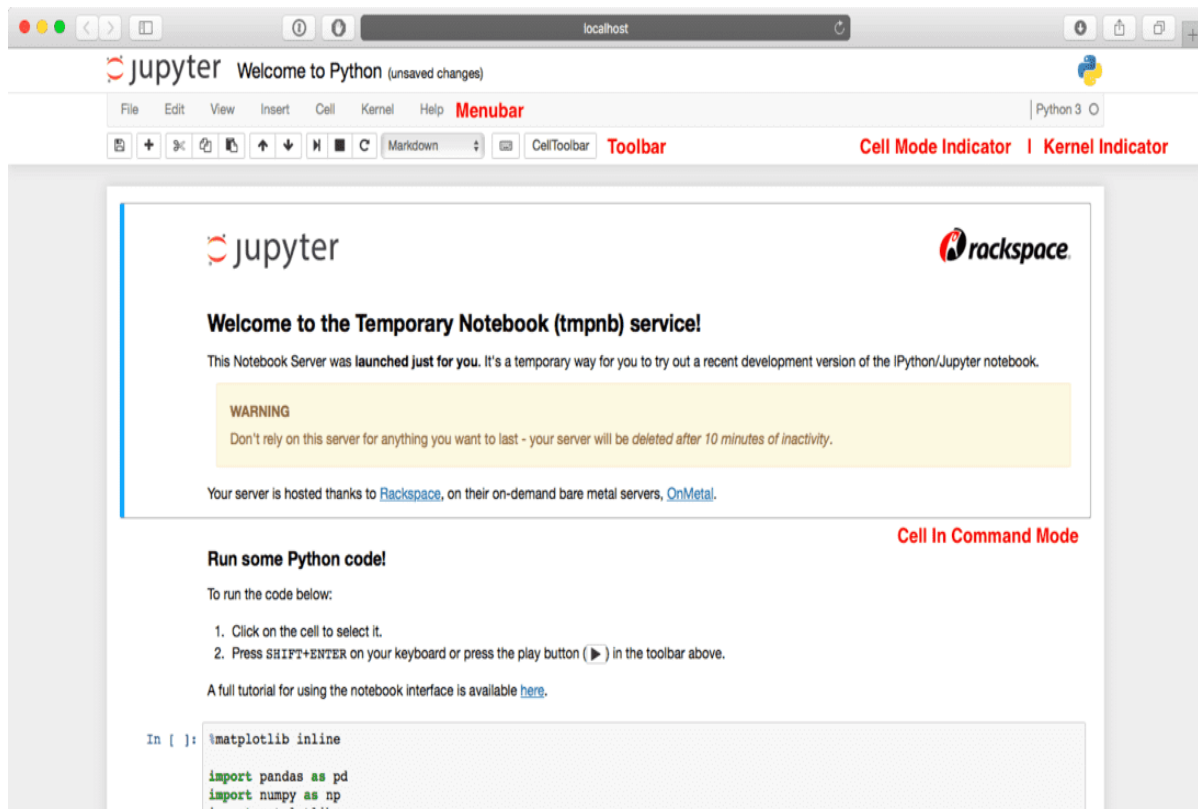 localhost
jupyter Welcome to Python (unsaved changes)
File Edit View Insert Cell Kernel Help Menubar Python 3
Markdown CellToolbar Toolbar Cell Mode Indicator | Kernel Indicator
jupyter rackspace.
Welcome to the Temporary Notebook (tmpnb) service!
This Notebook Server was launched just for you. It's a temporary way for you to try out a recent development version of the IPython/Jupyter notebook.
WARNING
Don't rely on this server for anything you want to last - your server will be deleted after 10 minutes of inactivity.
Your server is hosted thanks to Rackspace, on their on-demand bare metal servers, OnMetal.
Cell In Command Mode
Run some Python code!
To run the code below:
1. Click on the cell to select it.
2. Press SHIFT+ENTER on your keyboard or press the play button (▶) in the toolbar above.
A full tutorial for using the notebook interface is available here.
In [ ]: %matplotlib inline
import pandas as pd
import numpy as np